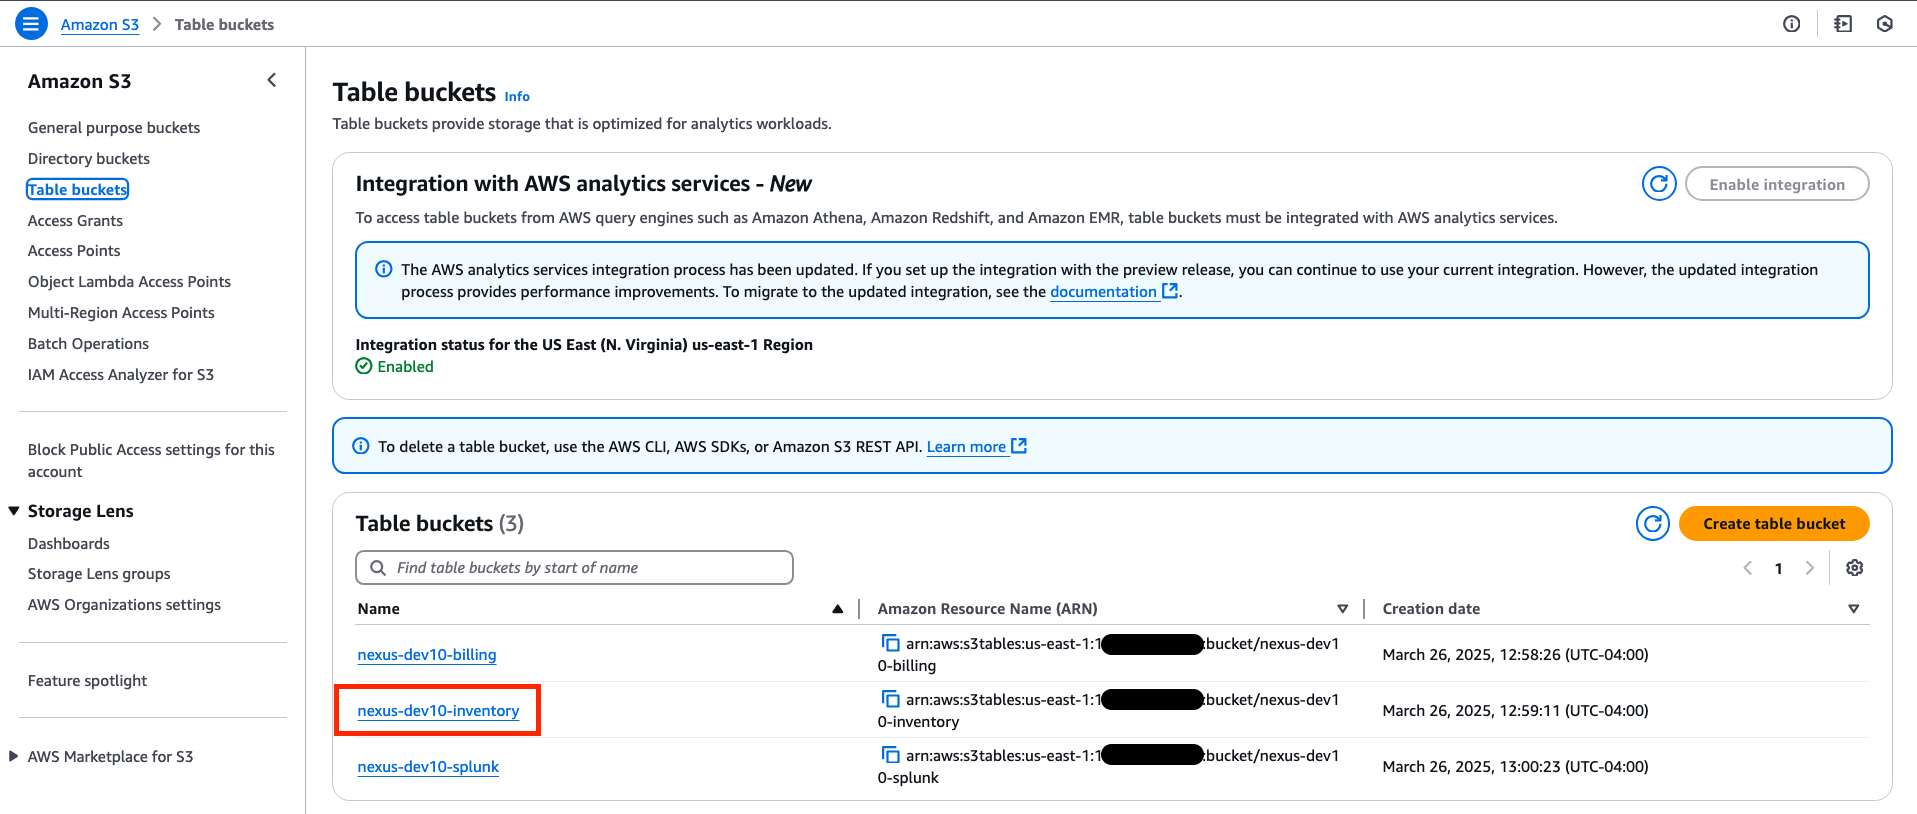 Amazon S3 > Table buckets
Amazon S3
General purpose buckets
Directory buckets
Table buckets
Access Grants
Access Points
Object Lambda Access Points
Multi-Region Access Points
Batch Operations
IAM Access Analyzer for S3
Block Public Access settings for this
account
Storage Lens
Dashboards
Storage Lens groups
AWS Organizations settings
Feature spotlight
AWS Marketplace for S3
Table buckets Info
Table buckets provide storage that is optimized for analytics workloads.
Integration with AWS analytics services - New
Enable integration
To access table buckets from AWS query engines such as Amazon Athena, Amazon Redshift, and Amazon EMR, table buckets must be integrated with AWS analytics services.
The AWS analytics services integration process has been updated. If you set up the integration with the preview release, you can continue to use your current integration. However, the updated integration
process provides performance improvements. To migrate to the updated integration, see the documentation.
Integration status for the US East (N. Virginia) us-east-1 Region
Enabled
To delete a table bucket, use the AWS CLI, AWS SDKs, or Amazon S3 REST API. Learn more
Table buckets (3)
Create table bucket
Find table buckets by start of name
1
Name Amazon Resource Name (ARN) Creation date
nexus-dev10-billing arn:aws:s3tables:us-east-1:1 :bucket/nexus-dev1 March 26, 2025, 12:58:26 (UTC-04:00)
0-billing
nexus-dev10-inventory arn:aws:s3tables:us-east-1:1 :bucket/nexus-dev1 March 26, 2025, 12:59:11 (UTC-04:00)
0-inventory
nexus-dev10-splunk arn:aws:s3tables:us-east-1:1 :bucket/nexus-dev1 March 26, 2025, 13:00:23 (UTC-04:00)
0-splunk